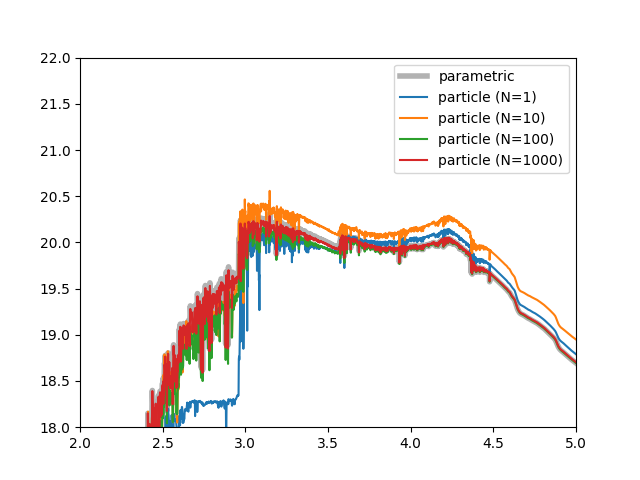 22.0
21.5
21.0
20.5
20.0
19.5
19.0
18.5
18.0
2.0 2.5 3.0 3.5 4.0 4.5 5.0
parametric
particle (N=1)
particle (N=10)
particle (N=100)
particle (N=1000)